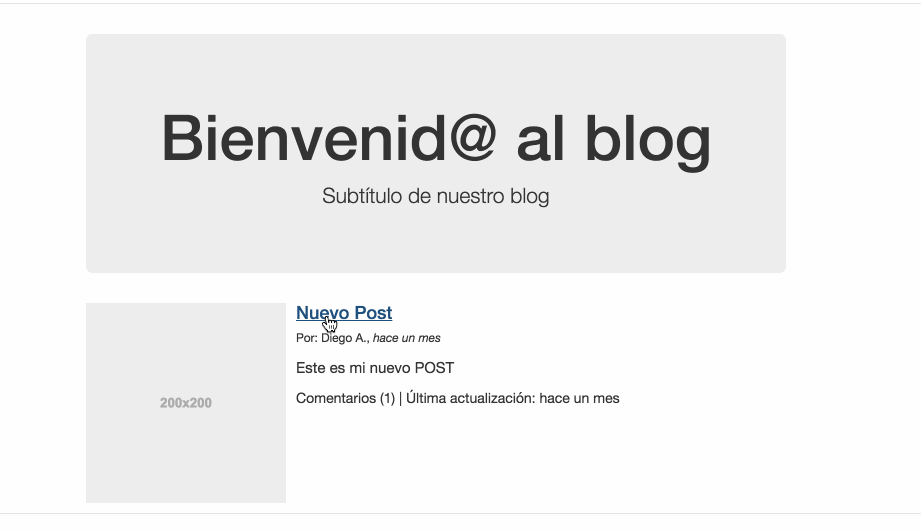 Bienvenid@ al blog
Subtítulo de nuestro blog
Nuevo Post
Por: Diego A., hace un mes
Este es mi nuevo POST
200x200
Comentarios (1) | Última actualización: hace un mes